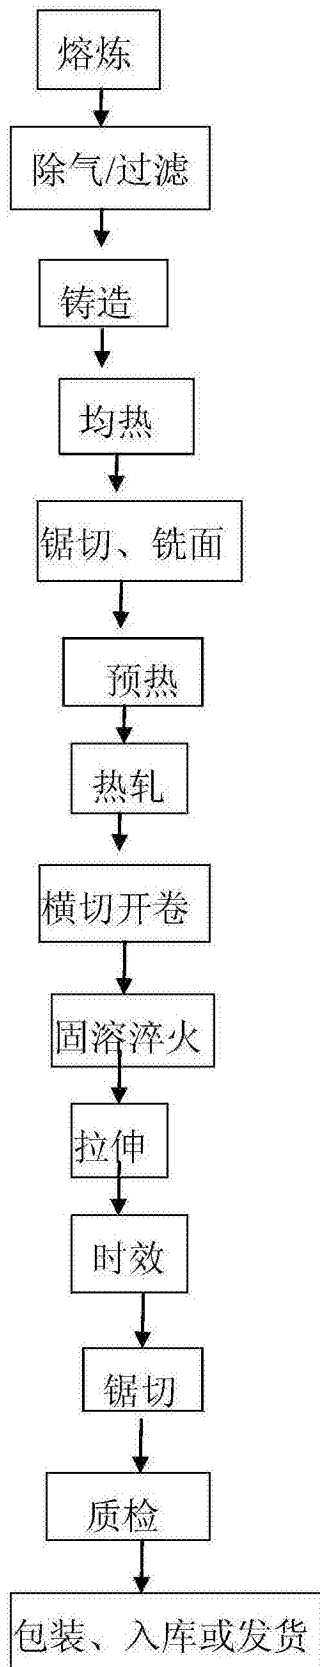 熔炼
除气/过滤
铸造
均热
锯切、铣面
预热
热轧
横切开卷
固溶淬火
拉伸
时效
锯切
质检
包装、入库或发货